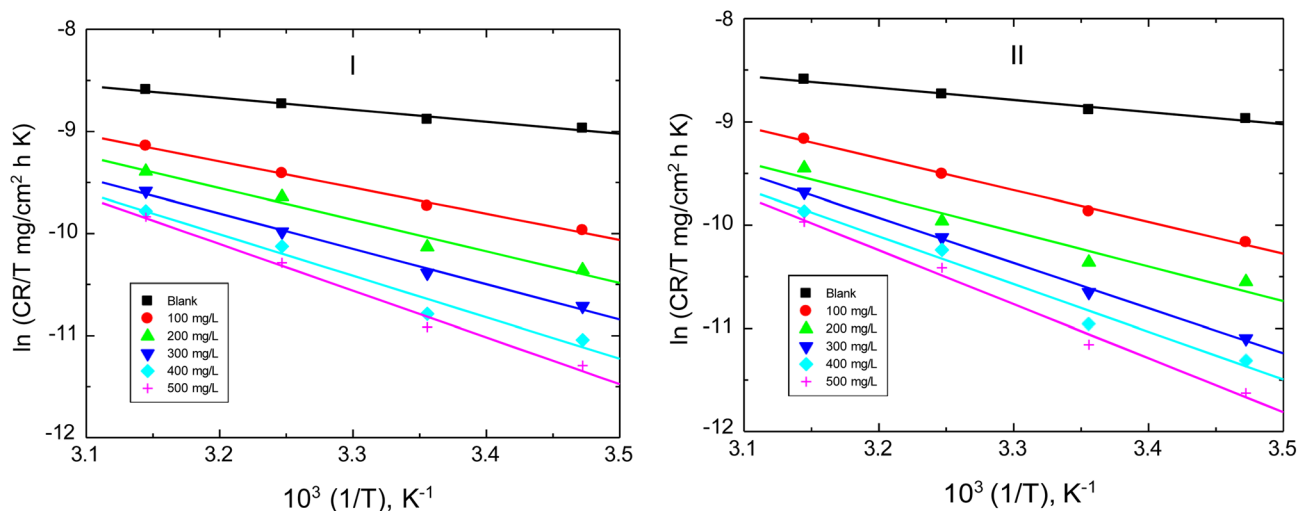 I
ln (CR/T mg/cm² h K)
-8
-9
-10
-11
-12
Blank
100 mg/L
200 mg/L
300 mg/L
400 mg/L
500 mg/L
3.1 3.2 3.3 3.4 3.5
10³ (1/T), K⁻¹
II
ln (CR/T mg/cm² h K)
-8
-9
-10
-11
-12
Blank
100 mg/L
200 mg/L
300 mg/L
400 mg/L
500 mg/L
3.1 3.2 3.3 3.4 3.5
10³ (1/T), K⁻¹